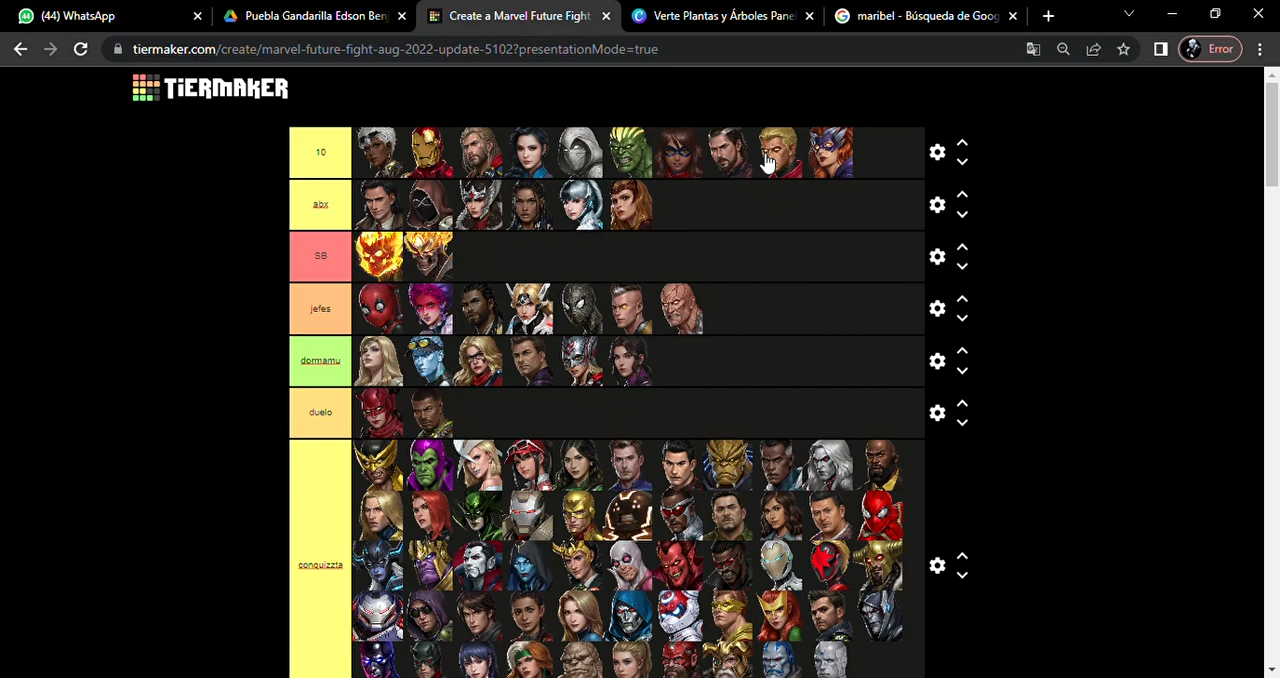 (44) WhatsApp
Puebla Gandarilla Edson Ben
Create a Marvel Future Fight
Verte Plantas y Árboles Panel
maribel - Búsqueda de Goog
44
tiermaker.com/create/marvel-future-fight-aug-2022-update-5102?presentationMode=true
Error
TiERMAKER
10
abx
SB
jefes
dormamu
duelo
conquizzta